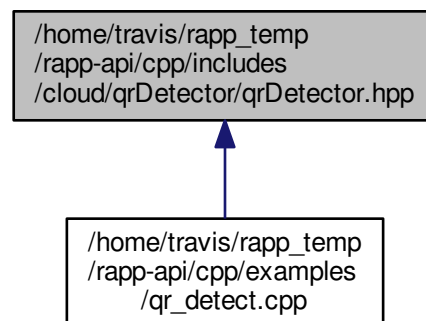 /home/travis/rapp_temp
/rapp-api/cpp/includes
/cloud/qrDetector/qrDetector.hpp
/home/travis/rapp_temp
/rapp-api/cpp/examples
/qr_detect.cpp